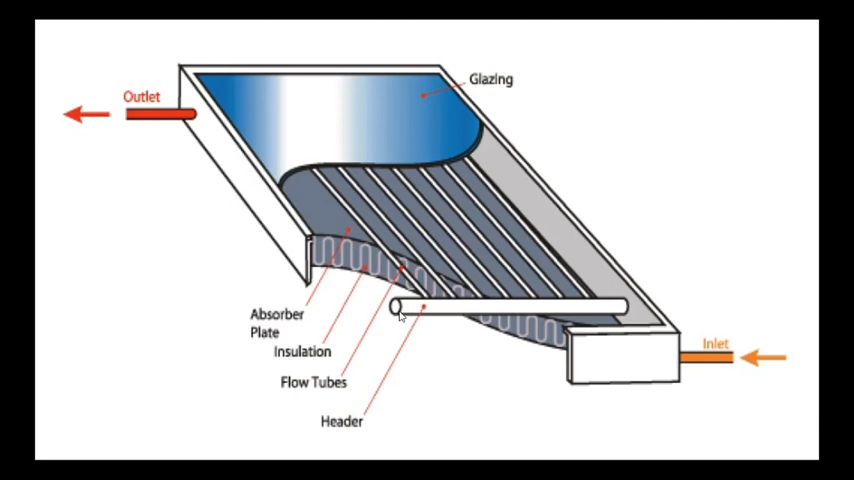 Glazing
Outlet
Absorber
Plate
Insulation
Inlet
Flow Tubes
Header